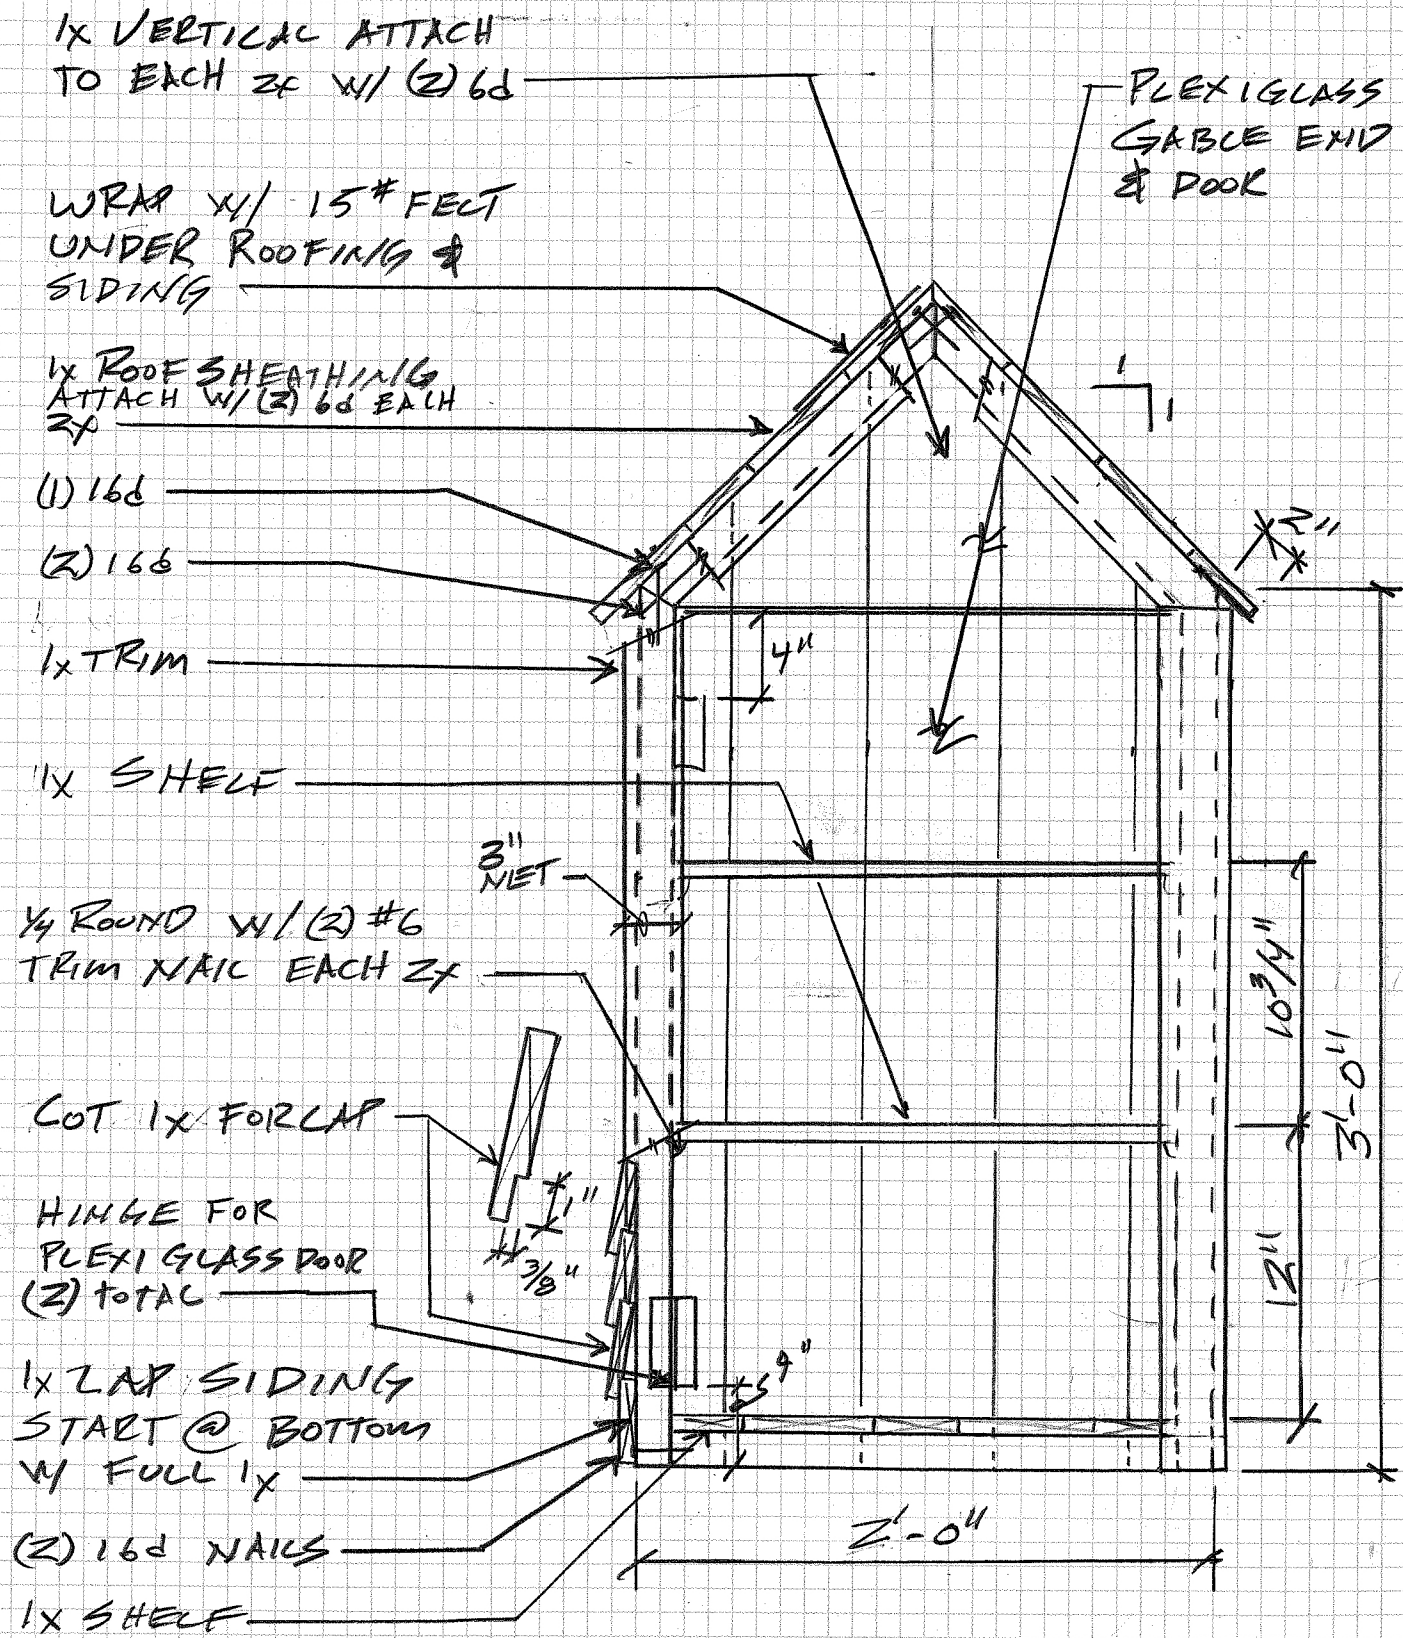 1x VERTICAL ATTACH
TO EACH 2x W/ (2) 6d
PLEXIGLASS
GABLE END
& DOOR
WRAP W/ 15# FELT
UNDER ROOFING &
SIDING
1x ROOF SHEATHING
ATTACH W/ (2) 6d EACH
2x
1
1
(1) 16d
2"
(2) 16d
1x TRIM
4"
1x SHELF
3"
NET
1/4 ROUND W/ (2) #6
TRIM NAIL EACH 2x
10 3/4"
3'-0"
CUT 1x FOR CAP
1"
3/8"
HINGE FOR
PLEXIGLASS DOOR
(2) TOTAL
12"
4"
1x LAP SIDING
START @ BOTTOM
W/ FULL 1x
(2) 16d NAILS
2'-0"
1x SHELF